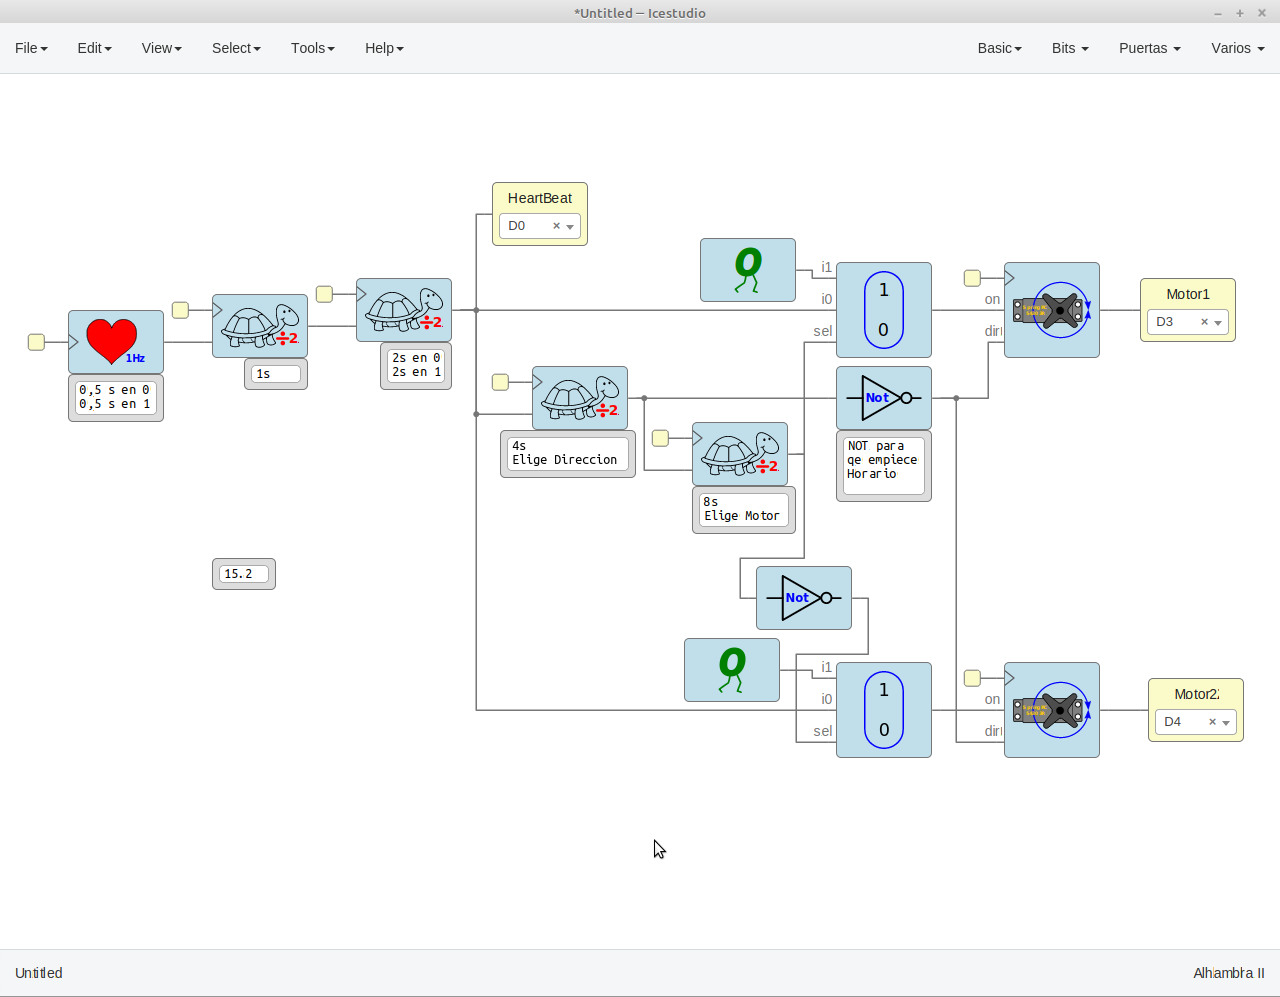 *Untitled – Icestudio
File Edit View Select Tools Help Basic Bits Puertas Varios
HeartBeat
D0
1Hz
0,5 s en 0
0,5 s en 1
÷2
1s
÷2
2s en 0
2s en 1
0
i1
i0
sel
1
0
on
dir
Motor1
D3
÷2
4s
Elige Direccion
÷2
8s
Elige Motor
Not
NOT para
qe empiece
Horario
15.2
Not
0
i1
i0
sel
1
0
on
dir
Motor2
D4
Untitled
Alhambra II